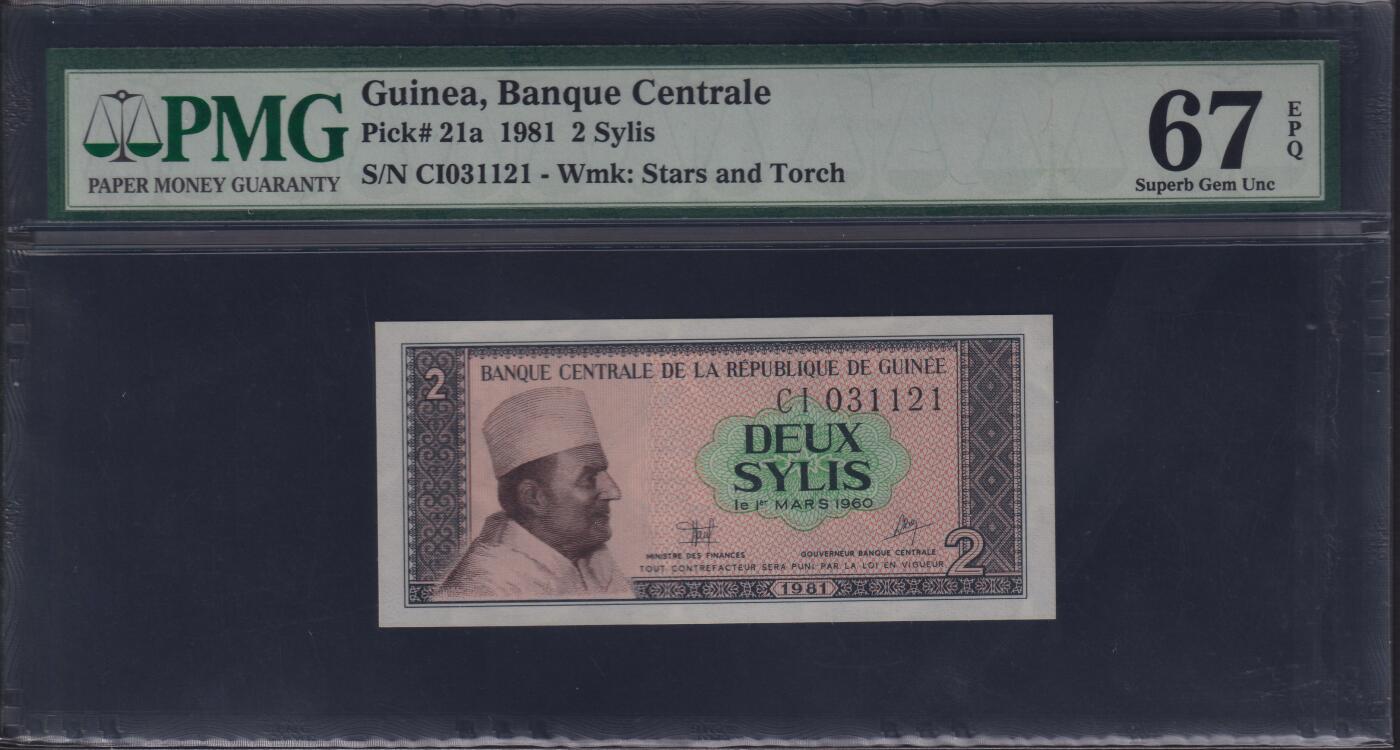 PMG
PAPER MONEY GUARANTY
Guinea, Banque Centrale
Pick# 21a 1981 2 Sylis
S/N CI031121 - Wmk: Stars and Torch
67
EPQ
Superb Gem Unc
2
BANQUE CENTRALE DE LA RÉPUBLIQUE DE GUINÉE
CI 031121
DEUX
SYLIS
le 1er MARS 1960
MINISTRE DES FINANCES
GOUVERNEUR BANQUE CENTRALE
TOUT CONTREFACTEUR SERA PUNI PAR LA LOI EN VIGUEUR
2
1981